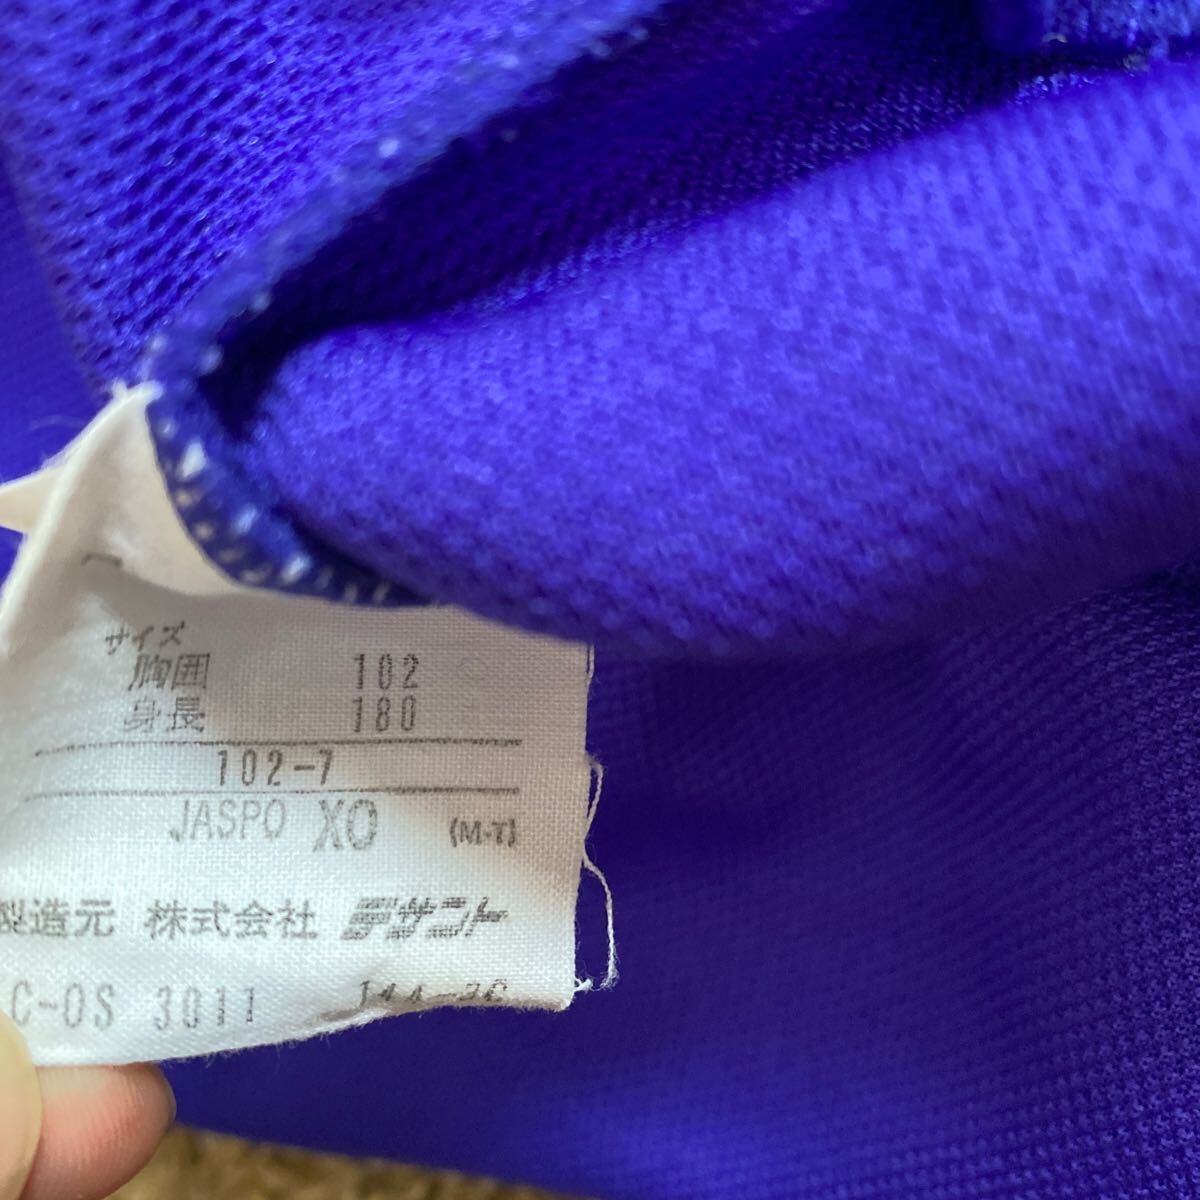 サイズ
胸囲 102
身長 180
102-7
JASPO XO (M・T)
製造元 株式会社 デサント
C-OS 3011